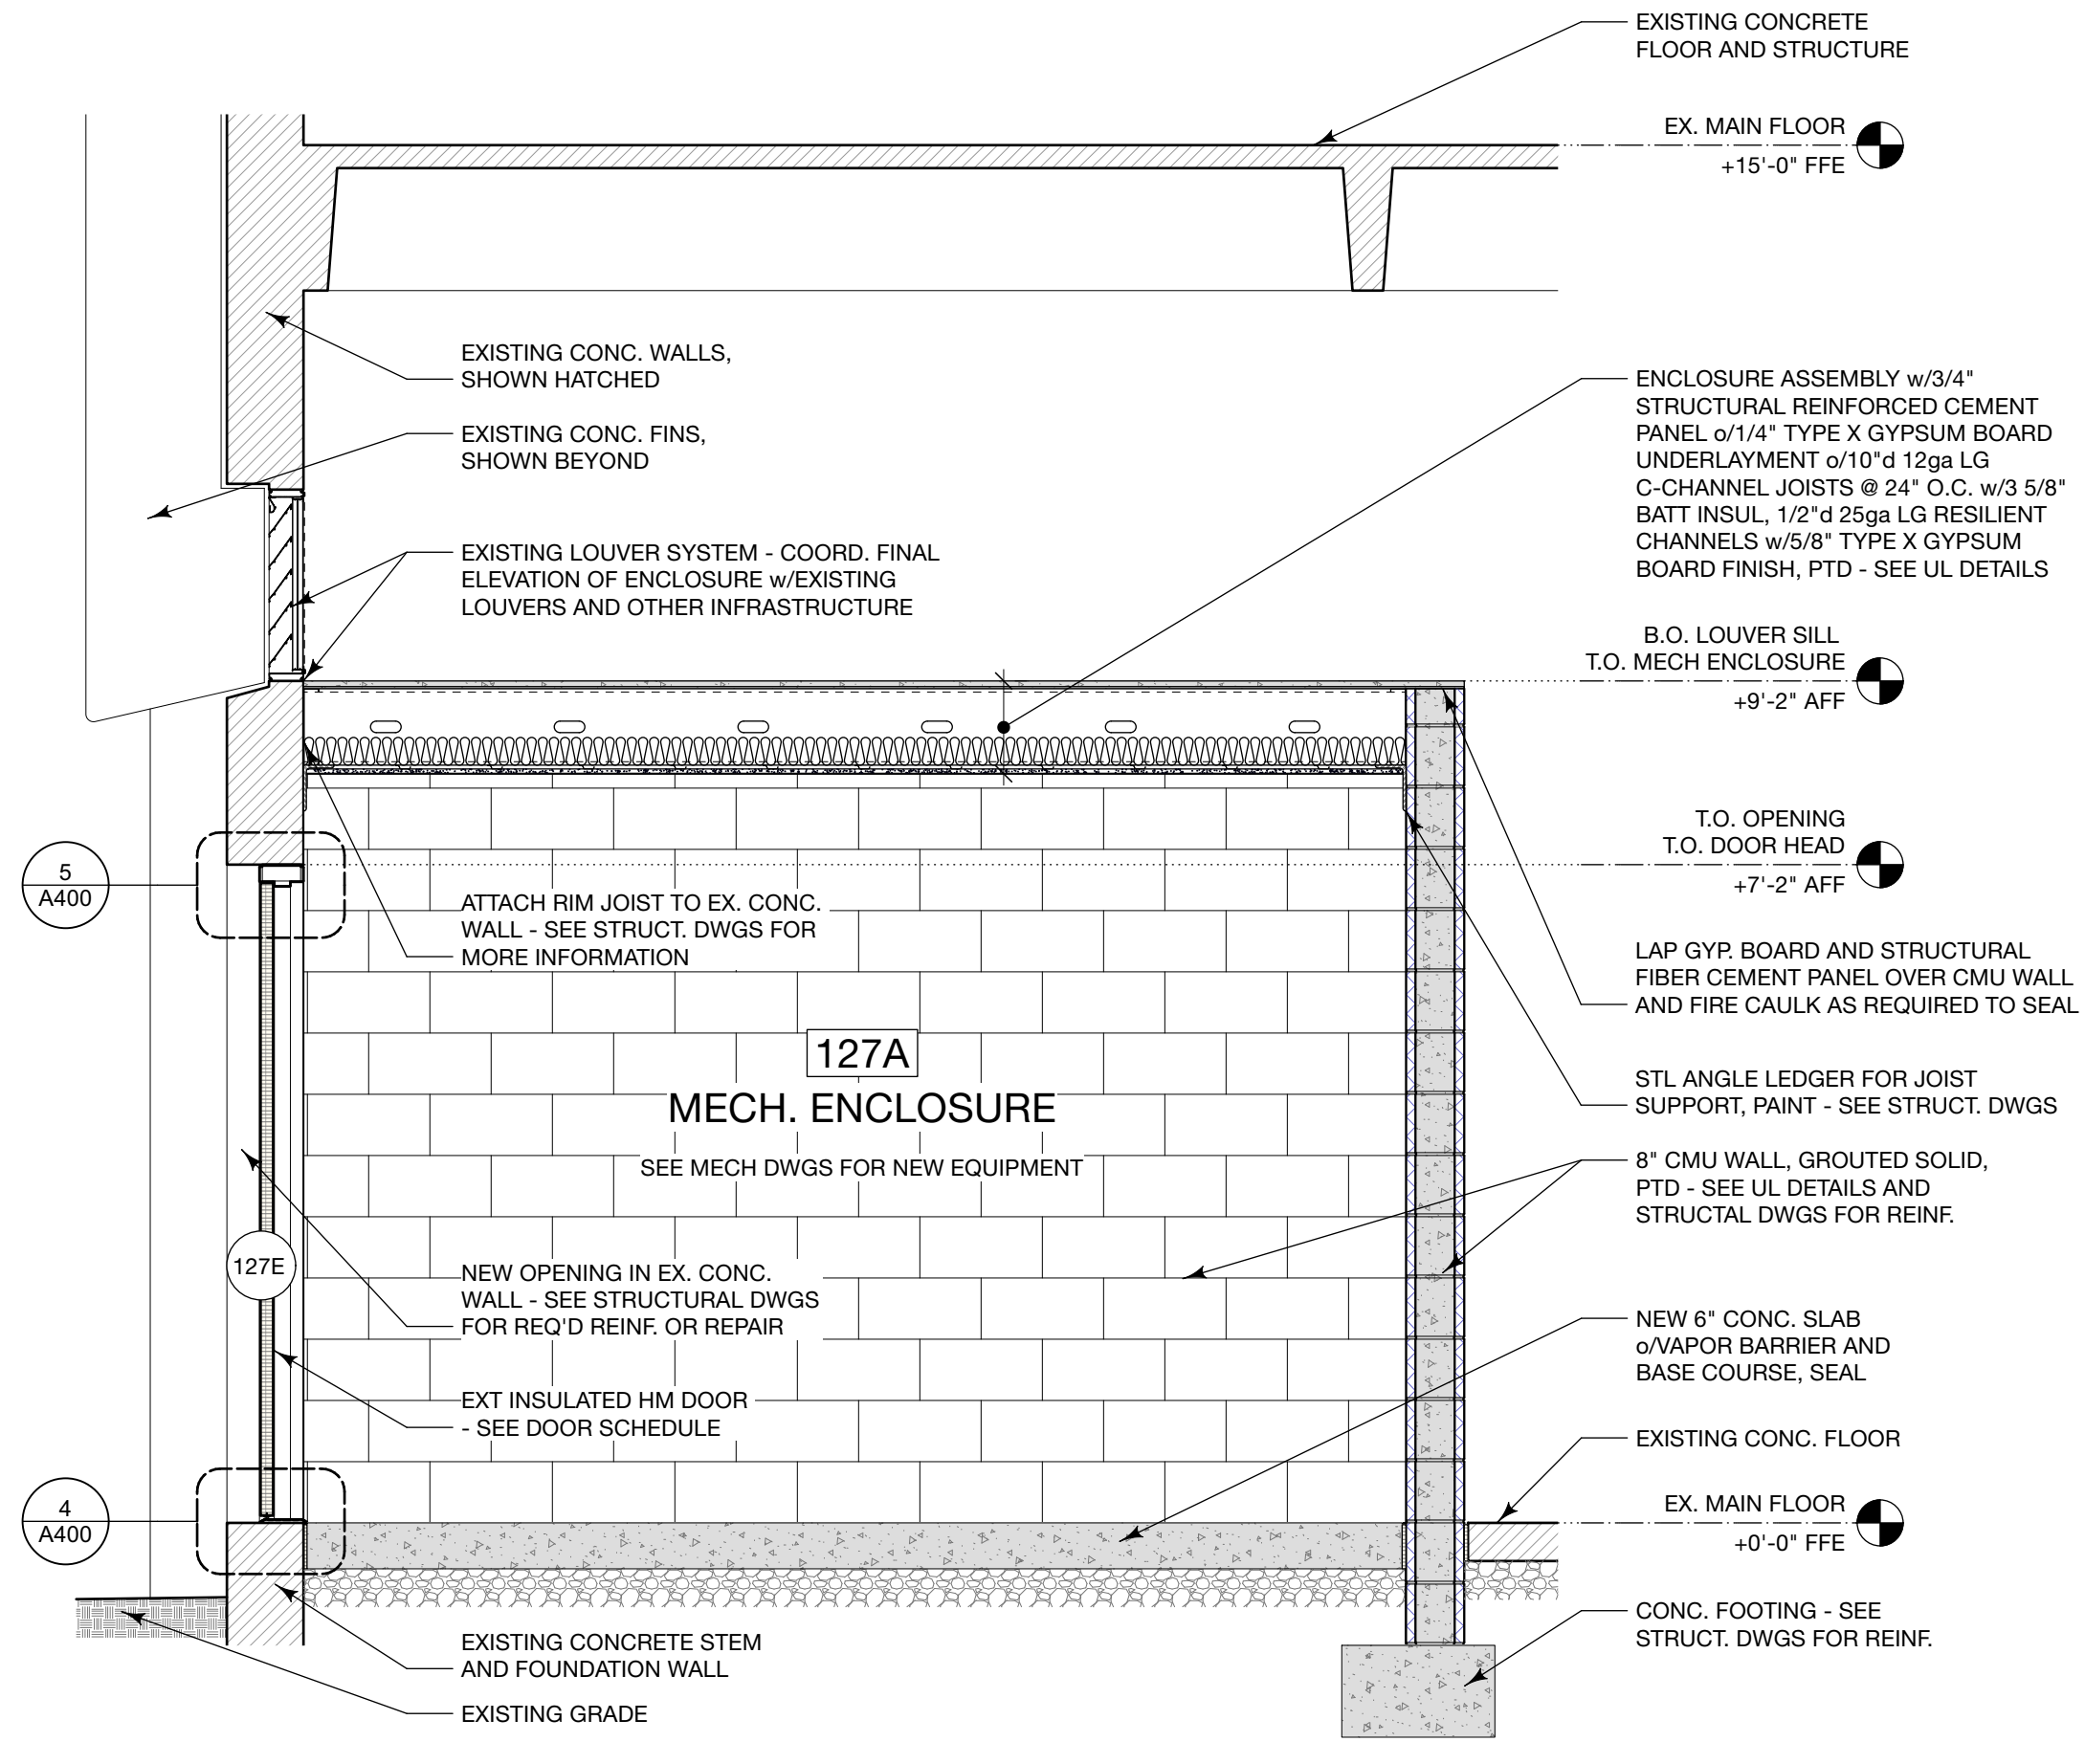 EXISTING CONCRETE
FLOOR AND STRUCTURE
EX. MAIN FLOOR
+15'-0" FFE
EXISTING CONC. WALLS,
SHOWN HATCHED
EXISTING CONC. FINS,
SHOWN BEYOND
EXISTING LOUVER SYSTEM - COORD. FINAL
ELEVATION OF ENCLOSURE w/EXISTING
LOUVERS AND OTHER INFRASTRUCTURE
ENCLOSURE ASSEMBLY w/3/4"
STRUCTURAL REINFORCED CEMENT
PANEL o/1/4" TYPE X GYPSUM BOARD
UNDERLAYMENT o/10"d 12ga LG
C-CHANNEL JOISTS @ 24" O.C. w/3 5/8"
BATT INSUL, 1/2"d 25ga LG RESILIENT
CHANNELS w/5/8" TYPE X GYPSUM
BOARD FINISH, PTD - SEE UL DETAILS
B.O. LOUVER SILL
T.O. MECH ENCLOSURE
+9'-2" AFF
T.O. OPENING
T.O. DOOR HEAD
+7'-2" AFF
5
A400
ATTACH RIM JOIST TO EX. CONC.
WALL - SEE STRUCT. DWGS FOR
MORE INFORMATION
LAP GYP. BOARD AND STRUCTURAL
FIBER CEMENT PANEL OVER CMU WALL
AND FIRE CAULK AS REQUIRED TO SEAL
127A
MECH. ENCLOSURE
SEE MECH DWGS FOR NEW EQUIPMENT
STL ANGLE LEDGER FOR JOIST
SUPPORT, PAINT - SEE STRUCT. DWGS
8" CMU WALL, GROUTED SOLID,
PTD - SEE UL DETAILS AND
STRUCTAL DWGS FOR REINF.
127E
NEW OPENING IN EX. CONC.
WALL - SEE STRUCTURAL DWGS
FOR REQ'D REINF. OR REPAIR
NEW 6" CONC. SLAB
o/VAPOR BARRIER AND
BASE COURSE, SEAL
EXT INSULATED HM DOOR
- SEE DOOR SCHEDULE
EXISTING CONC. FLOOR
4
A400
EX. MAIN FLOOR
+0'-0" FFE
CONC. FOOTING - SEE
STRUCT. DWGS FOR REINF.
EXISTING CONCRETE STEM
AND FOUNDATION WALL
EXISTING GRADE